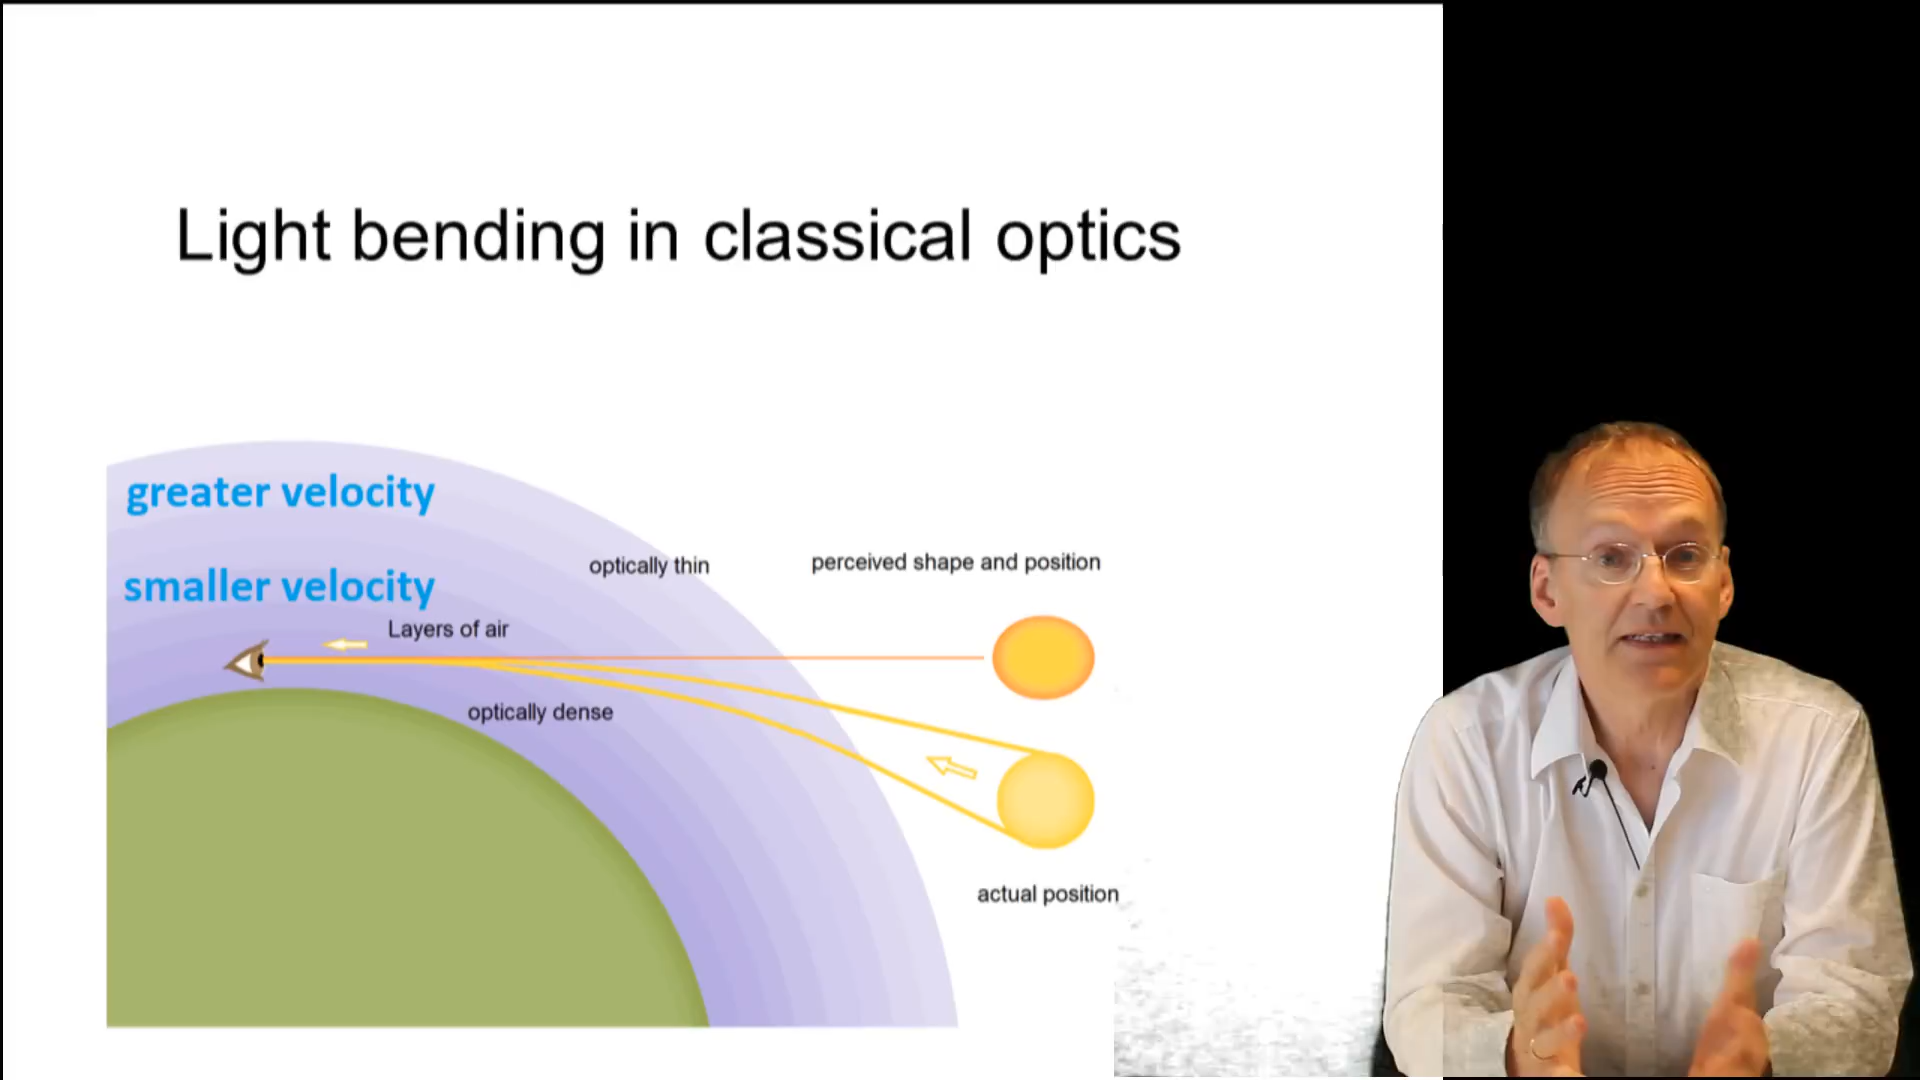 Light bending in classical optics
greater velocity
optically thin
perceived shape and position
smaller velocity
Layers of air
optically dense
actual position